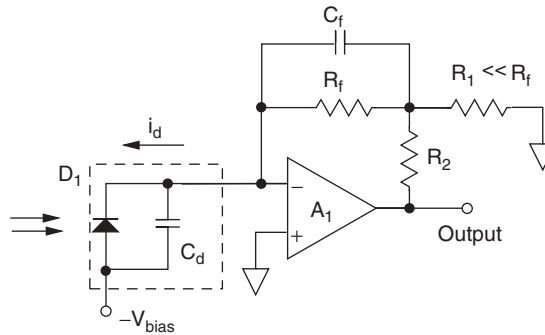 C_f
R_f
R_1 << R_f
i_d
D_1
R_2
−
A_1
+
C_d
Output
−V_bias